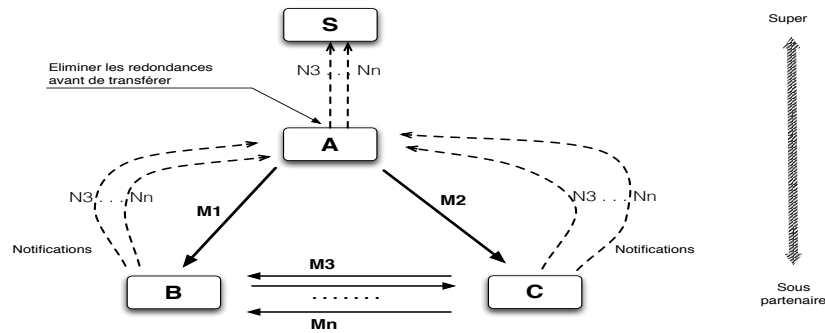 S
Super
Eliminer les redondances
avant de transférer
N3 . . . Nn
A
N3 . . . Nn
M1
M2
N3 . . . Nn
Notifications
Notifications
M3
B
. . . . . . .
C
Mn
Sous
partenaire